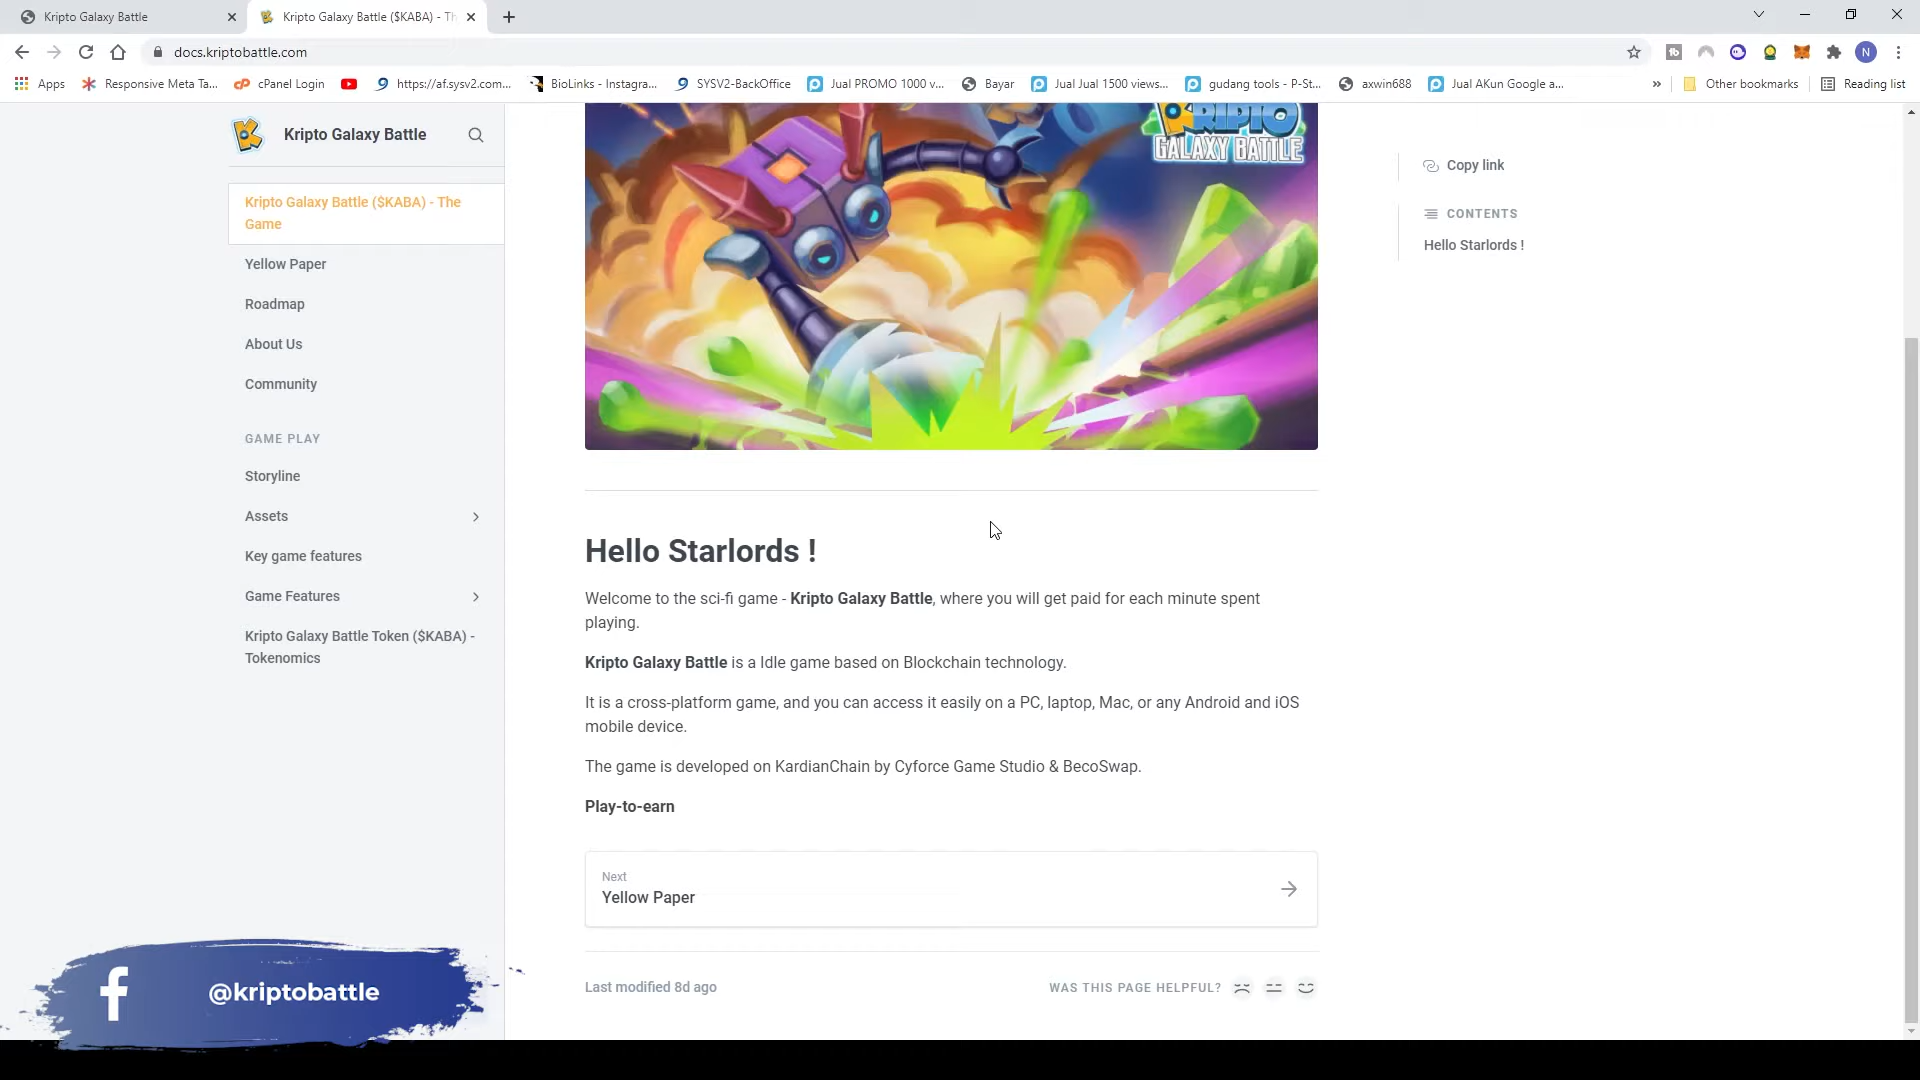 Kripto Galaxy Battle
Kripto Galaxy Battle ($KABA) - Th
docs.kriptobattle.com
N
Apps
Responsive Meta Ta...
cPanel Login
https://af.sysv2.com...
BioLinks - Instagra...
SYSV2-BackOffice
Jual PROMO 1000 v...
Bayar
Jual Jual 1500 views...
gudang tools - P-St...
axwin688
Jual AKun Google a...
»
Other bookmarks
Reading list
Kripto Galaxy Battle
Kripto Galaxy Battle ($KABA) - The
Game
Yellow Paper
Roadmap
About Us
Community
GAME PLAY
Storyline
Assets
Key game features
Game Features
Kripto Galaxy Battle Token ($KABA) -
Tokenomics
KRIPTO
GALAXY BATTLE
Hello Starlords !
Welcome to the sci-fi game - Kripto Galaxy Battle, where you will get paid for each minute spent
playing.
Kripto Galaxy Battle is a Idle game based on Blockchain technology.
It is a cross-platform game, and you can access it easily on a PC, laptop, Mac, or any Android and iOS
mobile device.
The game is developed on KardianChain by Cyforce Game Studio & BecoSwap.
Play-to-earn
Next
Yellow Paper
Last modified 8d ago
WAS THIS PAGE HELPFUL?
Copy link
CONTENTS
Hello Starlords !
@kriptobattle